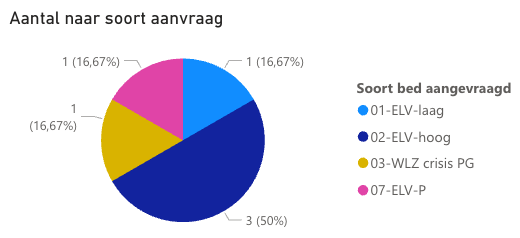 Aantal naar soort aanvraag
1 (16,67%)
1 (16,67%)
1
(16,67%)
3 (50%)
Soort bed aangevraagd
01-ELV-laag
02-ELV-hoog
03-WLZ crisis PG
07-ELV-P